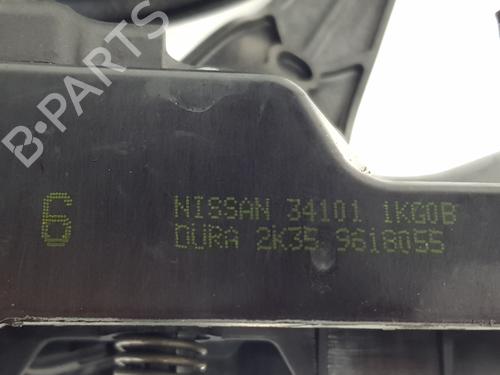 B-PARTS
6
NISSAN 34101 1KG0B
DURA 2K35 9618055